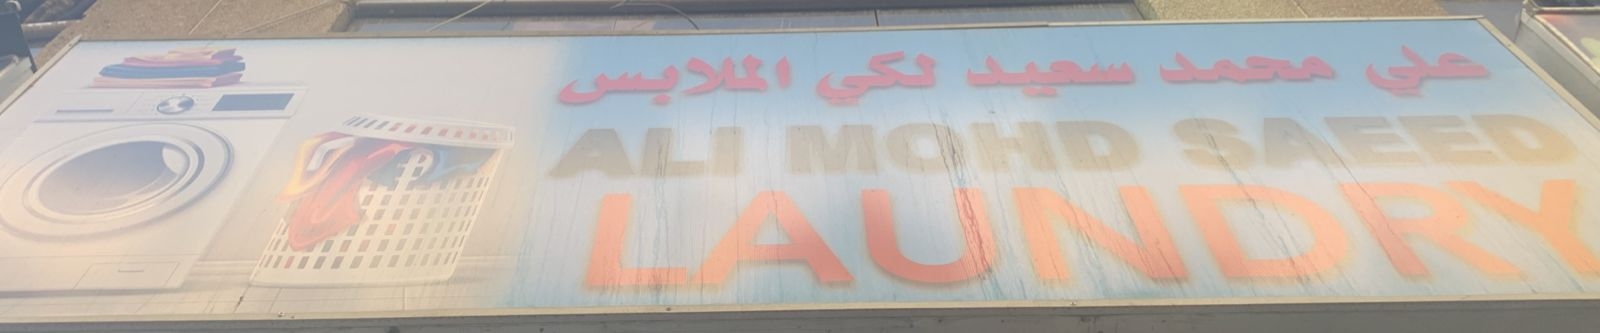 علي محمد سعيد لكي الملابس
ALI MOHD SAEED
LAUNDRY